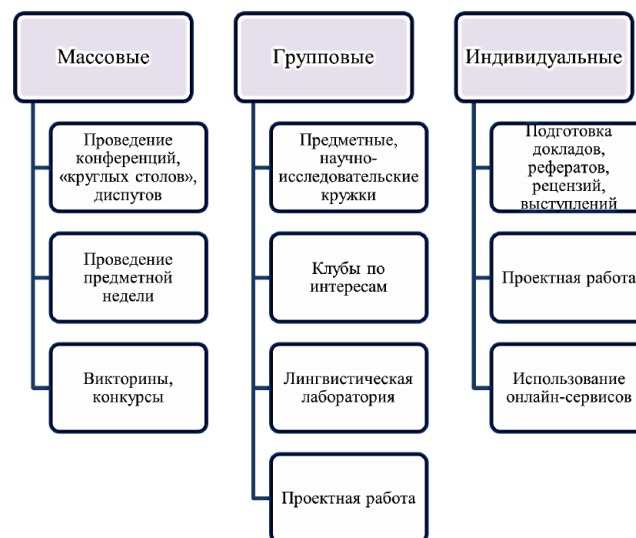 Массовые
Проведение
конференций,
«круглых столов»,
диспутов
Проведение
предметной
недели
Викторины,
конкурсы
Групповые
Предметные,
научно-
исследовательские
кружки
Клубы по
интересам
Лингвистическая
лаборатория
Проектная работа
Индивидуальные
Подготовка
докладов,
рефератов,
рецензий,
выступлений
Проектная работа
Использование
онлайн-сервисов